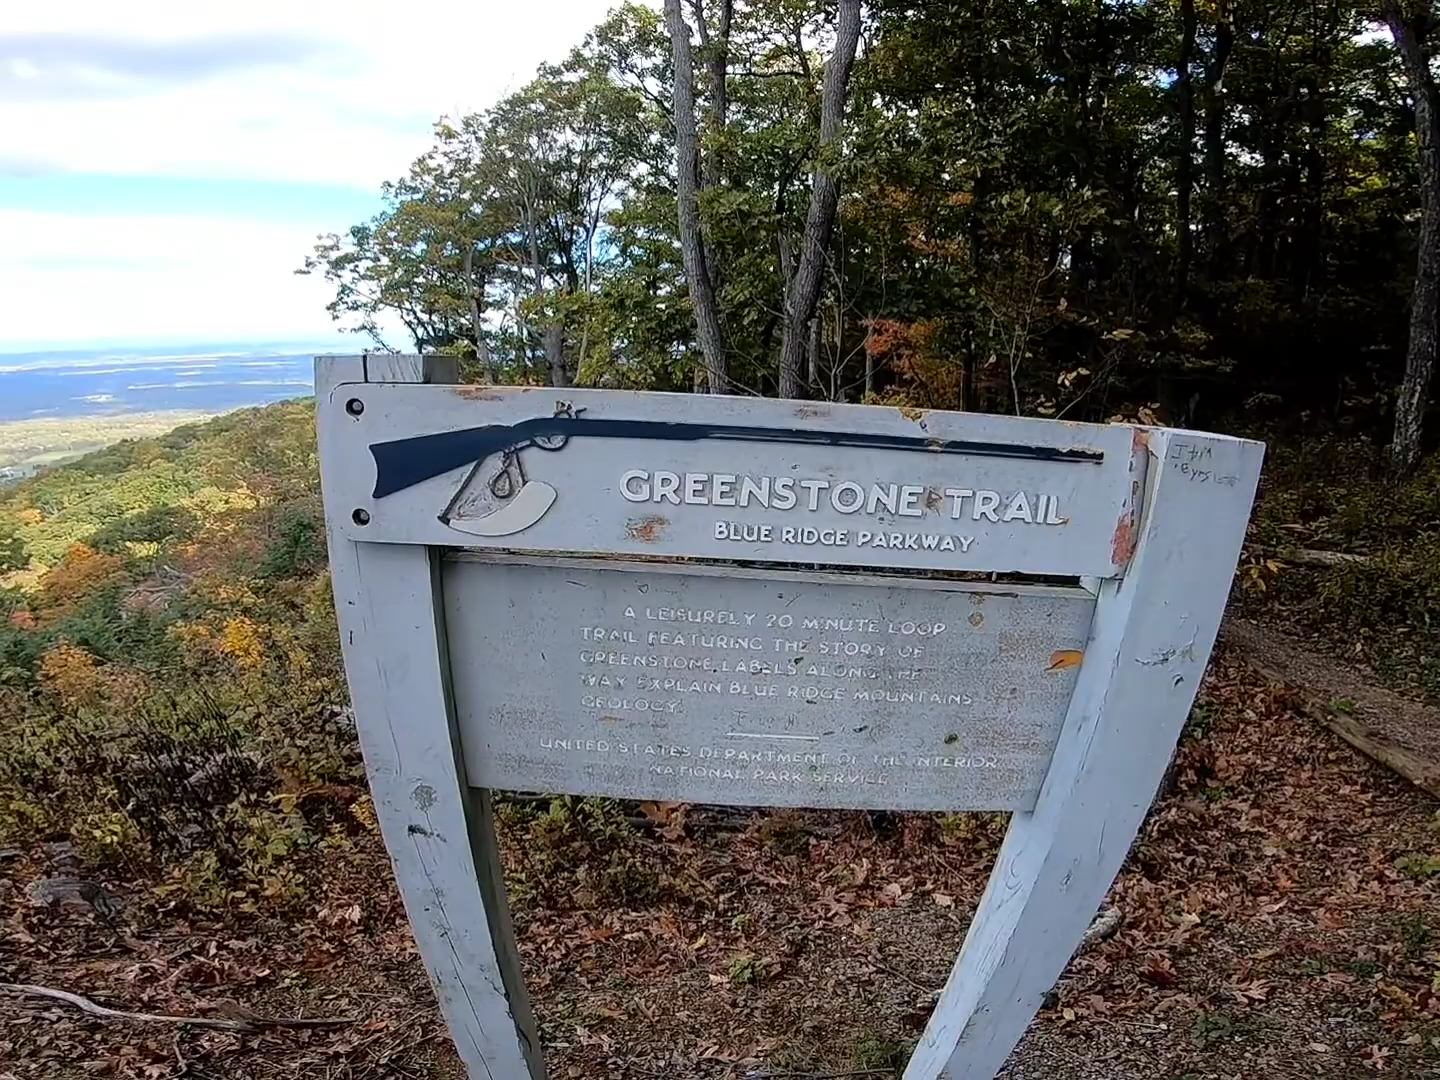 GREENSTONE TRAIL
BLUE RIDGE PARKWAY
A LEISURELY 20 MINUTE LOOP
TRAIL FEATURING THE STORY OF
GREENSTONE. LABELS ALONG THE
WAY EXPLAIN BLUE RIDGE MOUNTAINS
GEOLOGY.
UNITED STATES DEPARTMENT OF THE INTERIOR
NATIONAL PARK SERVICE